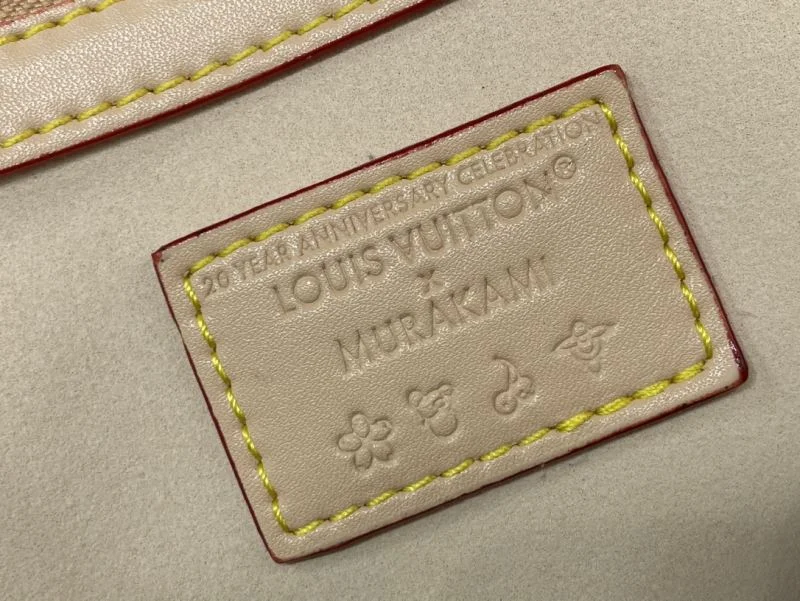 20 YEAR ANNIVERSARY CELEBRATION
LOUIS VUITTON®
X
MURAKAMI